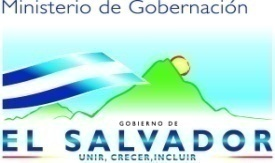 Ministerio de Gobernación
GOBIERNO DE
EL SALVADOR
UNIR, CRECER,INCLUIR